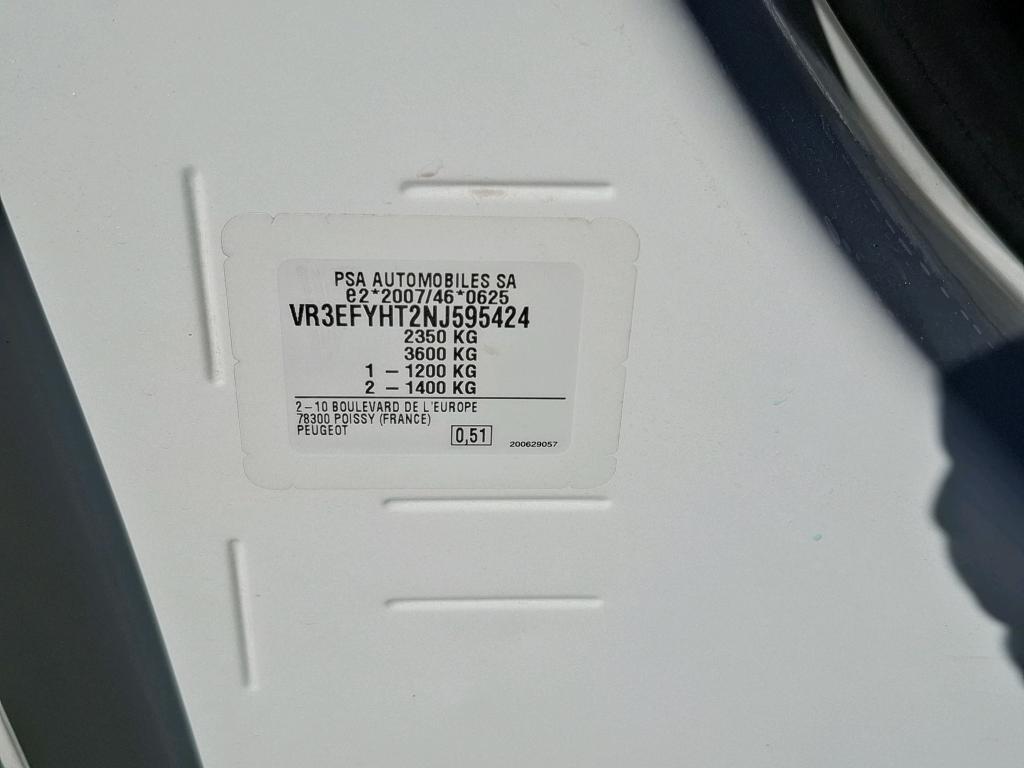 PSA AUTOMOBILES SA
e2*2007/46*0625
VR3EFYHT2NJ595424
2350 KG
3600 KG
1 – 1200 KG
2 – 1400 KG
2–10 BOULEVARD DE L'EUROPE
78300 POISSY (FRANCE)
PEUGEOT
0,51
200629057